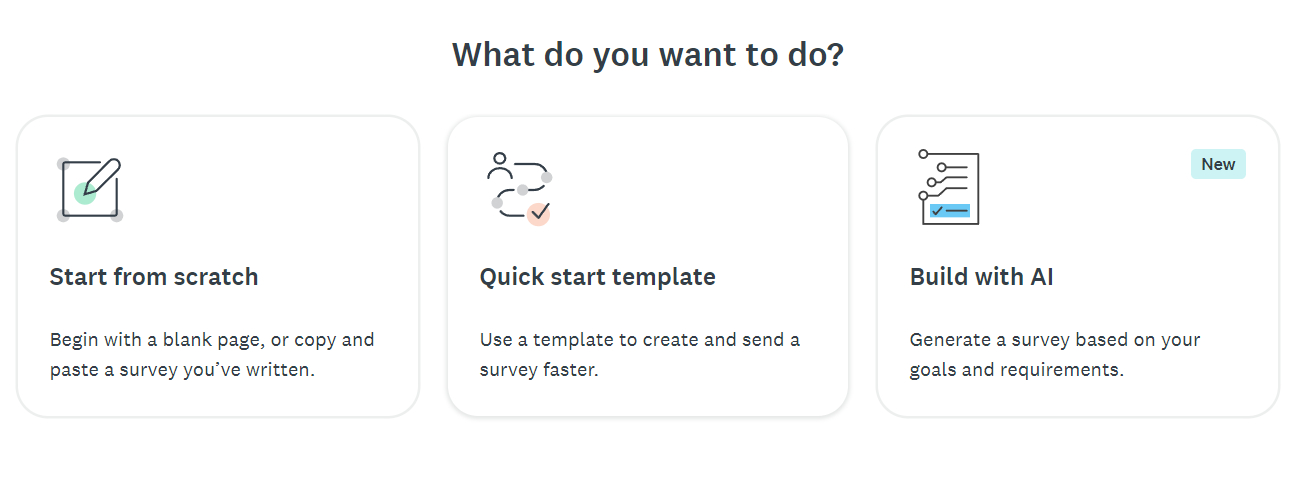 What do you want to do?
New
Start from scratch
Begin with a blank page, or copy and
paste a survey you’ve written.
Quick start template
Use a template to create and send a
survey faster.
Build with AI
Generate a survey based on your
goals and requirements.